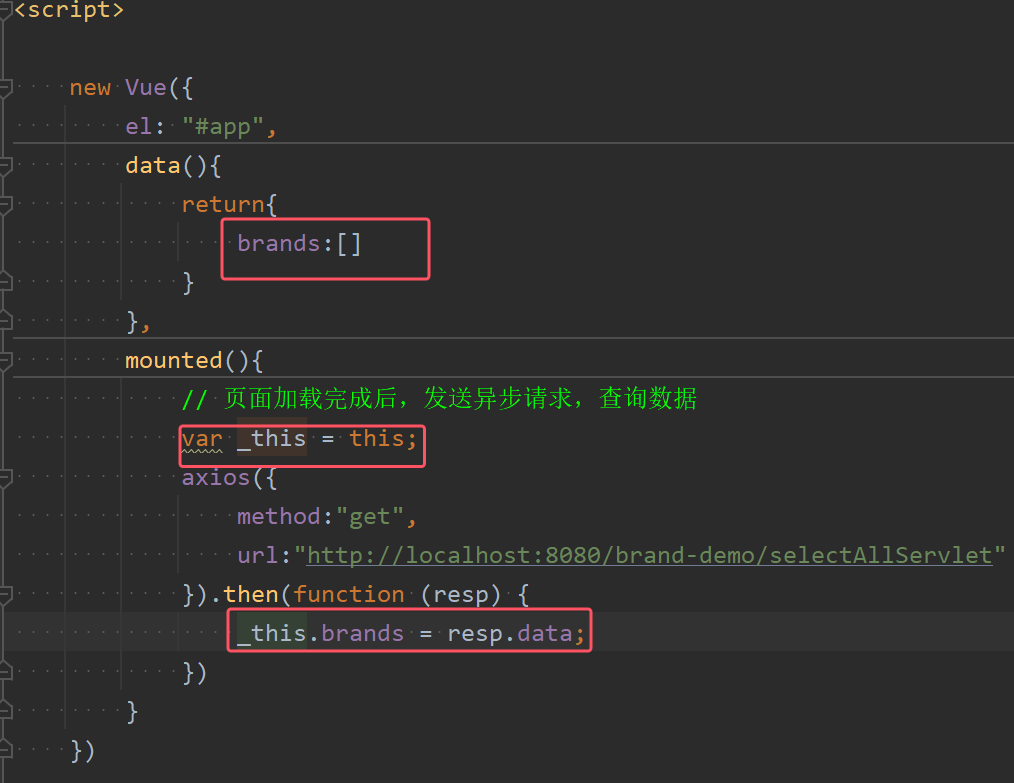 <script>
new Vue({
el: "#app",
data(){
return{
brands:[]
}
},
mounted(){
// 页面加载完成后，发送异步请求，查询数据
var _this = this;
axios({
method:"get",
url:"http://localhost:8080/brand-demo/selectAllServlet"
}).then(function (resp) {
_this.brands = resp.data;
})
}
})